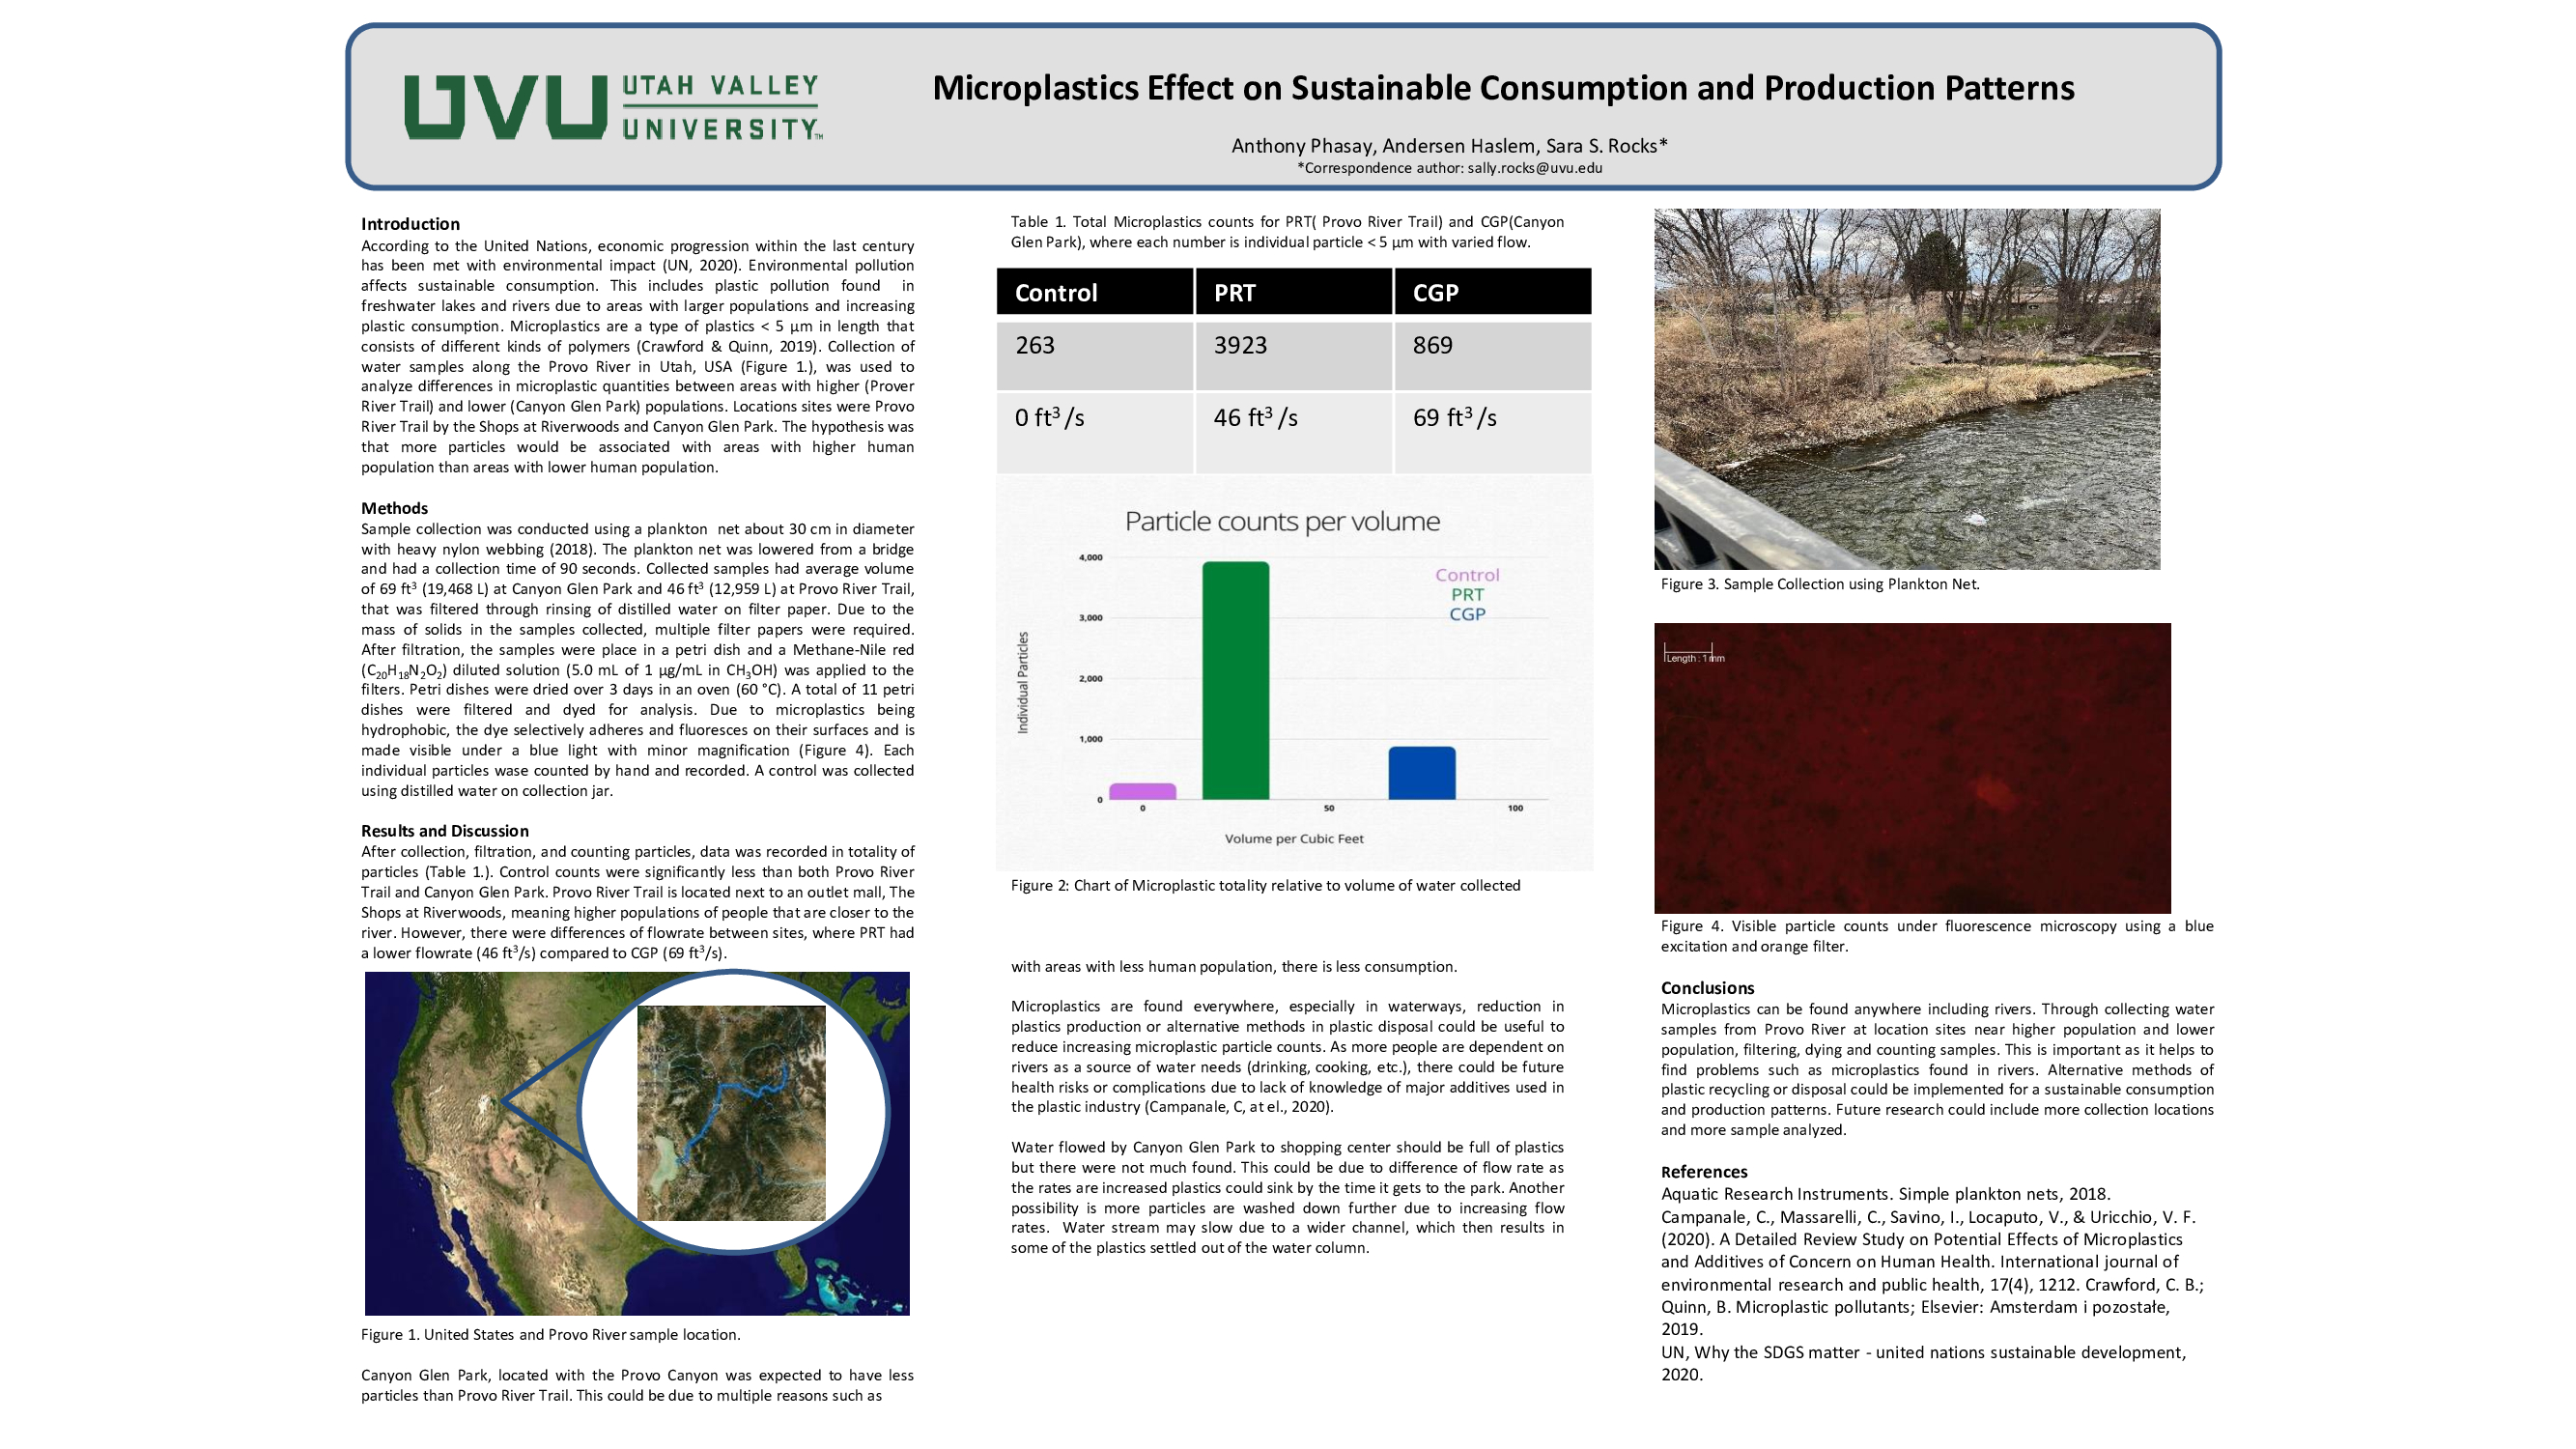 UVU UTAH VALLEY
UNIVERSITY™
Microplastics Effect on Sustainable Consumption and Production Patterns
Anthony Phasay, Andersen Haslem, Sara S. Rocks*
*Correspondence author: sally.rocks@uvu.edu
Introduction
According to the United Nations, economic progression within the last century
has been met with environmental impact (UN, 2020). Environmental pollution
affects sustainable consumption. This includes plastic pollution found in
freshwater lakes and rivers due to areas with larger populations and increasing
plastic consumption. Microplastics are a type of plastics < 5 µm in length that
consists of different kinds of polymers (Crawford & Quinn, 2019). Collection of
water samples along the Provo River in Utah, USA (Figure 1.), was used to
analyze differences in microplastic quantities between areas with higher (Prover
River Trail) and lower (Canyon Glen Park) populations. Locations sites were Provo
River Trail by the Shops at Riverwoods and Canyon Glen Park. The hypothesis was
that more particles would be associated with areas with higher human
population than areas with lower human population.
Methods
Sample collection was conducted using a plankton net about 30 cm in diameter
with heavy nylon webbing (2018). The plankton net was lowered from a bridge
and had a collection time of 90 seconds. Collected samples had average volume
of 69 ft³ (19,468 L) at Canyon Glen Park and 46 ft³ (12,959 L) at Provo River Trail,
that was filtered through rinsing of distilled water on filter paper. Due to the
mass of solids in the samples collected, multiple filter papers were required.
After filtration, the samples were place in a petri dish and a Methane-Nile red
(C₂₀H₁₈N₂O₂) diluted solution (5.0 mL of 1 µg/mL in CH₃OH) was applied to the
filters. Petri dishes were dried over 3 days in an oven (60 °C). A total of 11 petri
dishes were filtered and dyed for analysis. Due to microplastics being
hydrophobic, the dye selectively adheres and fluoresces on their surfaces and is
made visible under a blue light with minor magnification (Figure 4). Each
individual particles wase counted by hand and recorded. A control was collected
using distilled water on collection jar.
Results and Discussion
After collection, filtration, and counting particles, data was recorded in totality of
particles (Table 1.). Control counts were significantly less than both Provo River
Trail and Canyon Glen Park. Provo River Trail is located next to an outlet mall, The
Shops at Riverwoods, meaning higher populations of people that are closer to the
river. However, there were differences of flowrate between sites, where PRT had
a lower flowrate (46 ft³/s) compared to CGP (69 ft³/s).
Figure 1. United States and Provo River sample location.
Canyon Glen Park, located with the Provo Canyon was expected to have less
particles than Provo River Trail. This could be due to multiple reasons such as
Table 1. Total Microplastics counts for PRT( Provo River Trail) and CGP(Canyon
Glen Park), where each number is individual particle < 5 µm with varied flow.
Control PRT CGP
263 3923 869
0 ft³ /s 46 ft³ /s 69 ft³ /s
Particle counts per volume
Control
PRT
CGP
4,000
3,000
2,000
1,000
0
Individual Particles
0 50 100
Volume per Cubic Feet
Figure 2: Chart of Microplastic totality relative to volume of water collected
with areas with less human population, there is less consumption.
Microplastics are found everywhere, especially in waterways, reduction in
plastics production or alternative methods in plastic disposal could be useful to
reduce increasing microplastic particle counts. As more people are dependent on
rivers as a source of water needs (drinking, cooking, etc.), there could be future
health risks or complications due to lack of knowledge of major additives used in
the plastic industry (Campanale, C, at el., 2020).
Water flowed by Canyon Glen Park to shopping center should be full of plastics
but there were not much found. This could be due to difference of flow rate as
the rates are increased plastics could sink by the time it gets to the park. Another
possibility is more particles are washed down further due to increasing flow
rates. Water stream may slow due to a wider channel, which then results in
some of the plastics settled out of the water column.
Figure 3. Sample Collection using Plankton Net.
Length : 1 mm
Figure 4. Visible particle counts under fluorescence microscopy using a blue
excitation and orange filter.
Conclusions
Microplastics can be found anywhere including rivers. Through collecting water
samples from Provo River at location sites near higher population and lower
population, filtering, dying and counting samples. This is important as it helps to
find problems such as microplastics found in rivers. Alternative methods of
plastic recycling or disposal could be implemented for a sustainable consumption
and production patterns. Future research could include more collection locations
and more sample analyzed.
References
Aquatic Research Instruments. Simple plankton nets, 2018.
Campanale, C., Massarelli, C., Savino, I., Locaputo, V., & Uricchio, V. F.
(2020). A Detailed Review Study on Potential Effects of Microplastics
and Additives of Concern on Human Health. International journal of
environmental research and public health, 17(4), 1212. Crawford, C. B.;
Quinn, B. Microplastic pollutants; Elsevier: Amsterdam i pozostałe,
2019.
UN, Why the SDGS matter - united nations sustainable development,
2020.